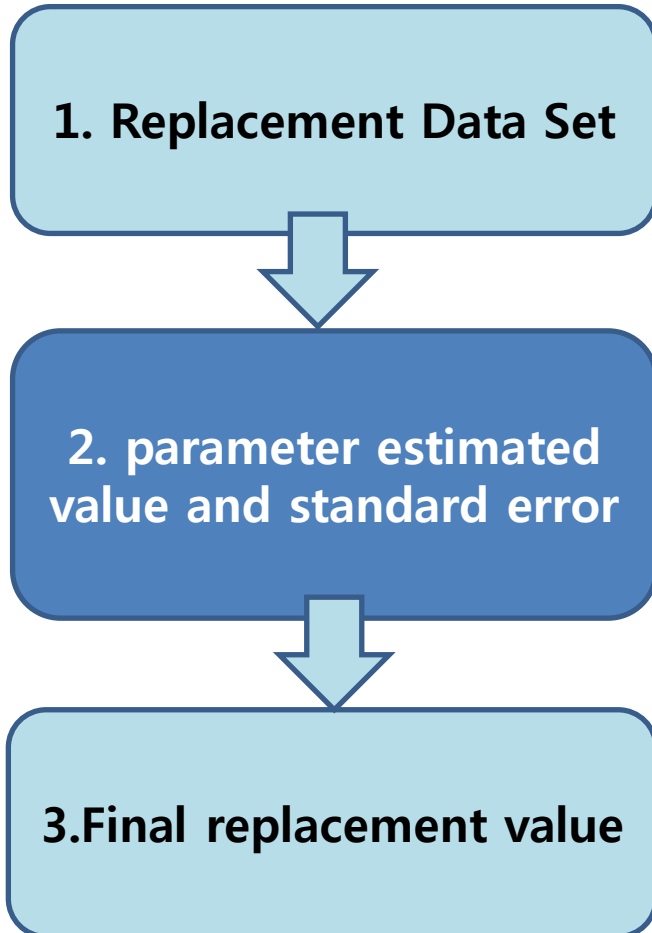 1. Replacement Data Set
2. parameter estimated
value and standard error
3.Final replacement value